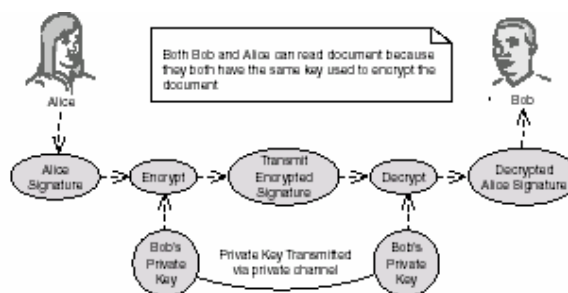 Both Bob and Alice can read document because
they both have the same key used to encrypt the
document
Alice
Bob
Alice
Signature
Encrypt
Transmit
Encrypted
Signature
Decrypt
Decrypted
Alice Signature
Bob's
Private
Key
Private Key Transmitted
via private channel
Bob's
Private
Key